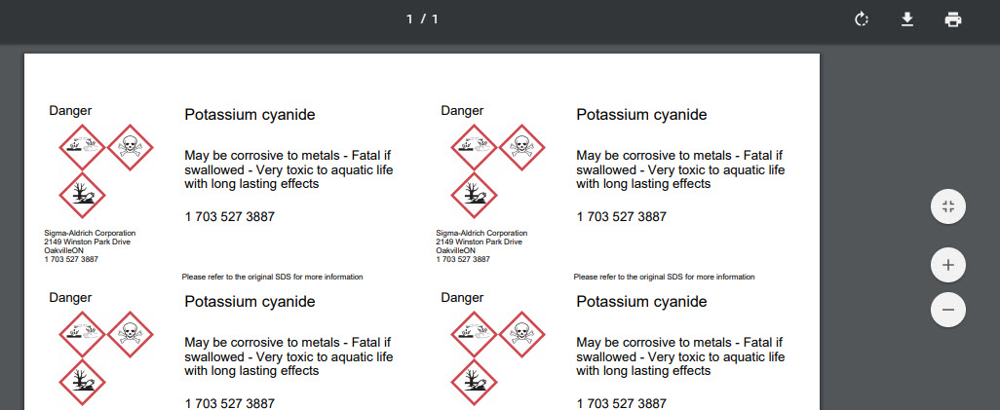 1 / 1
Danger
Potassium cyanide
May be corrosive to metals - Fatal if
swallowed - Very toxic to aquatic life
with long lasting effects
1 703 527 3887
Sigma-Aldrich Corporation
2149 Winston Park Drive
OakvilleON
1 703 527 3887
Please refer to the original SDS for more information
Danger
Potassium cyanide
May be corrosive to metals - Fatal if
swallowed - Very toxic to aquatic life
with long lasting effects
1 703 527 3887
Sigma-Aldrich Corporation
2149 Winston Park Drive
OakvilleON
1 703 527 3887
Please refer to the original SDS for more information
Danger
Potassium cyanide
May be corrosive to metals - Fatal if
swallowed - Very toxic to aquatic life
with long lasting effects
1 703 527 3887
Danger
Potassium cyanide
May be corrosive to metals - Fatal if
swallowed - Very toxic to aquatic life
with long lasting effects
1 703 527 3887